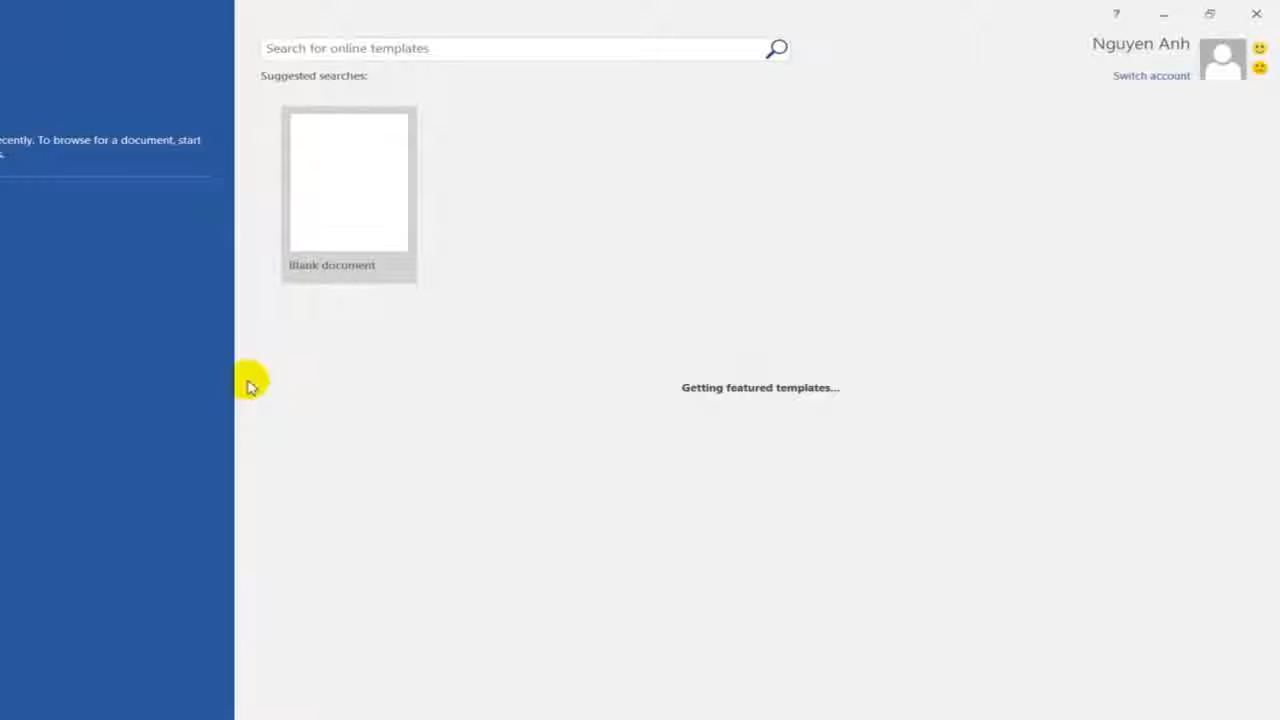 ?
Search for online templates
Nguyen Anh
Suggested searches:
Switch account
ecently. To browse for a document, start
s.
Blank document
Getting featured templates...